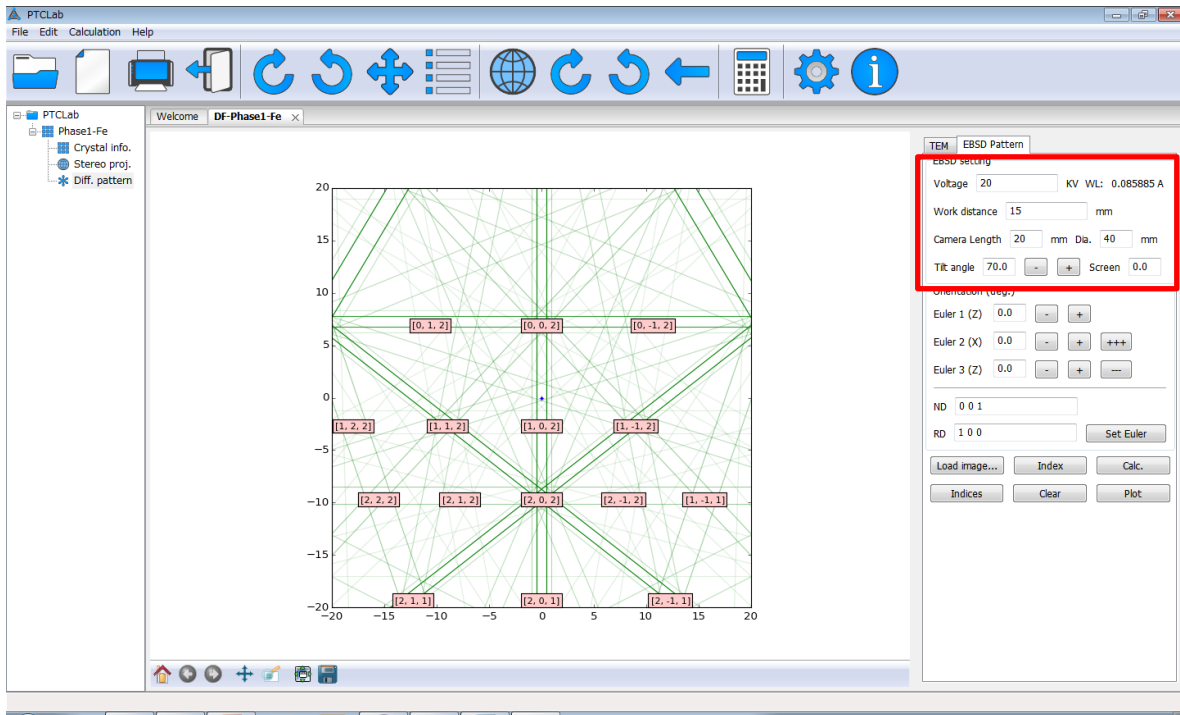 PTCLab
File Edit Calculation Help
PTCLab
Phase1-Fe
Crystal info.
Stereo proj.
Diff. pattern
Welcome DF-Phase1-Fe
20
15
10
5
0
−5
−10
−15
−20
[0, 1, 2] [0, 0, 2] [0, -1, 2]
[1, 2, 2] [1, 1, 2] [1, 0, 2] [1, -1, 2]
[2, 2, 2] [2, 1, 2] [2, 0, 2] [2, -1, 2] [1, -1, 1]
[2, 1, 1] [2, 0, 1] [2, -1, 1]
−20 −15 −10 −5 0 5 10 15 20
TEM EBSD Pattern
EBSD setting
Voltage 20 KV WL: 0.085885 A
Work distance 15 mm
Camera Length 20 mm Dia. 40 mm
Tilt angle 70.0 - + Screen 0.0
Orientation (deg.)
Euler 1 (Z) 0.0 - +
Euler 2 (X) 0.0 - + +++
Euler 3 (Z) 0.0 - + ---
ND 0 0 1
RD 1 0 0 Set Euler
Load image... Index Calc.
Indices Clear Plot